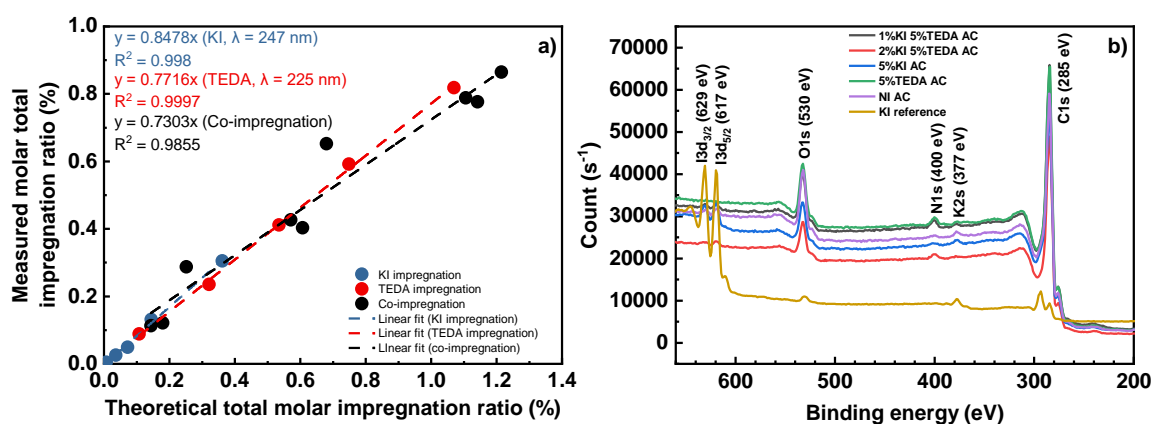 y = 0.8478x (KI, λ = 247 nm)
R² = 0.998
y = 0.7716x (TEDA, λ = 225 nm)
R² = 0.9997
y = 0.7303x (Co-impregnation)
R² = 0.9855
a)
Measured molar total
impregnation ratio (%)
1.0
0.8
0.6
0.4
0.2
0.0
KI impregnation
TEDA impregnation
Co-impregnation
Linear fit (KI impregnation)
Linear fit (TEDA impregnation)
LInear fit (co-impregnation)
0.0 0.2 0.4 0.6 0.8 1.0 1.2 1.4
Theoretical total molar impregnation ratio (%)
b)
Count (s⁻¹)
70000
60000
50000
40000
30000
20000
10000
0
1%KI 5%TEDA AC
2%KI 5%TEDA AC
5%KI AC
5%TEDA AC
NI AC
KI reference
I3d3/2 (629 eV)
I3d5/2 (617 eV)
O1s (530 eV)
N1s (400 eV)
K2s (377 eV)
C1s (285 eV)
600 500 400 300 200
Binding energy (eV)